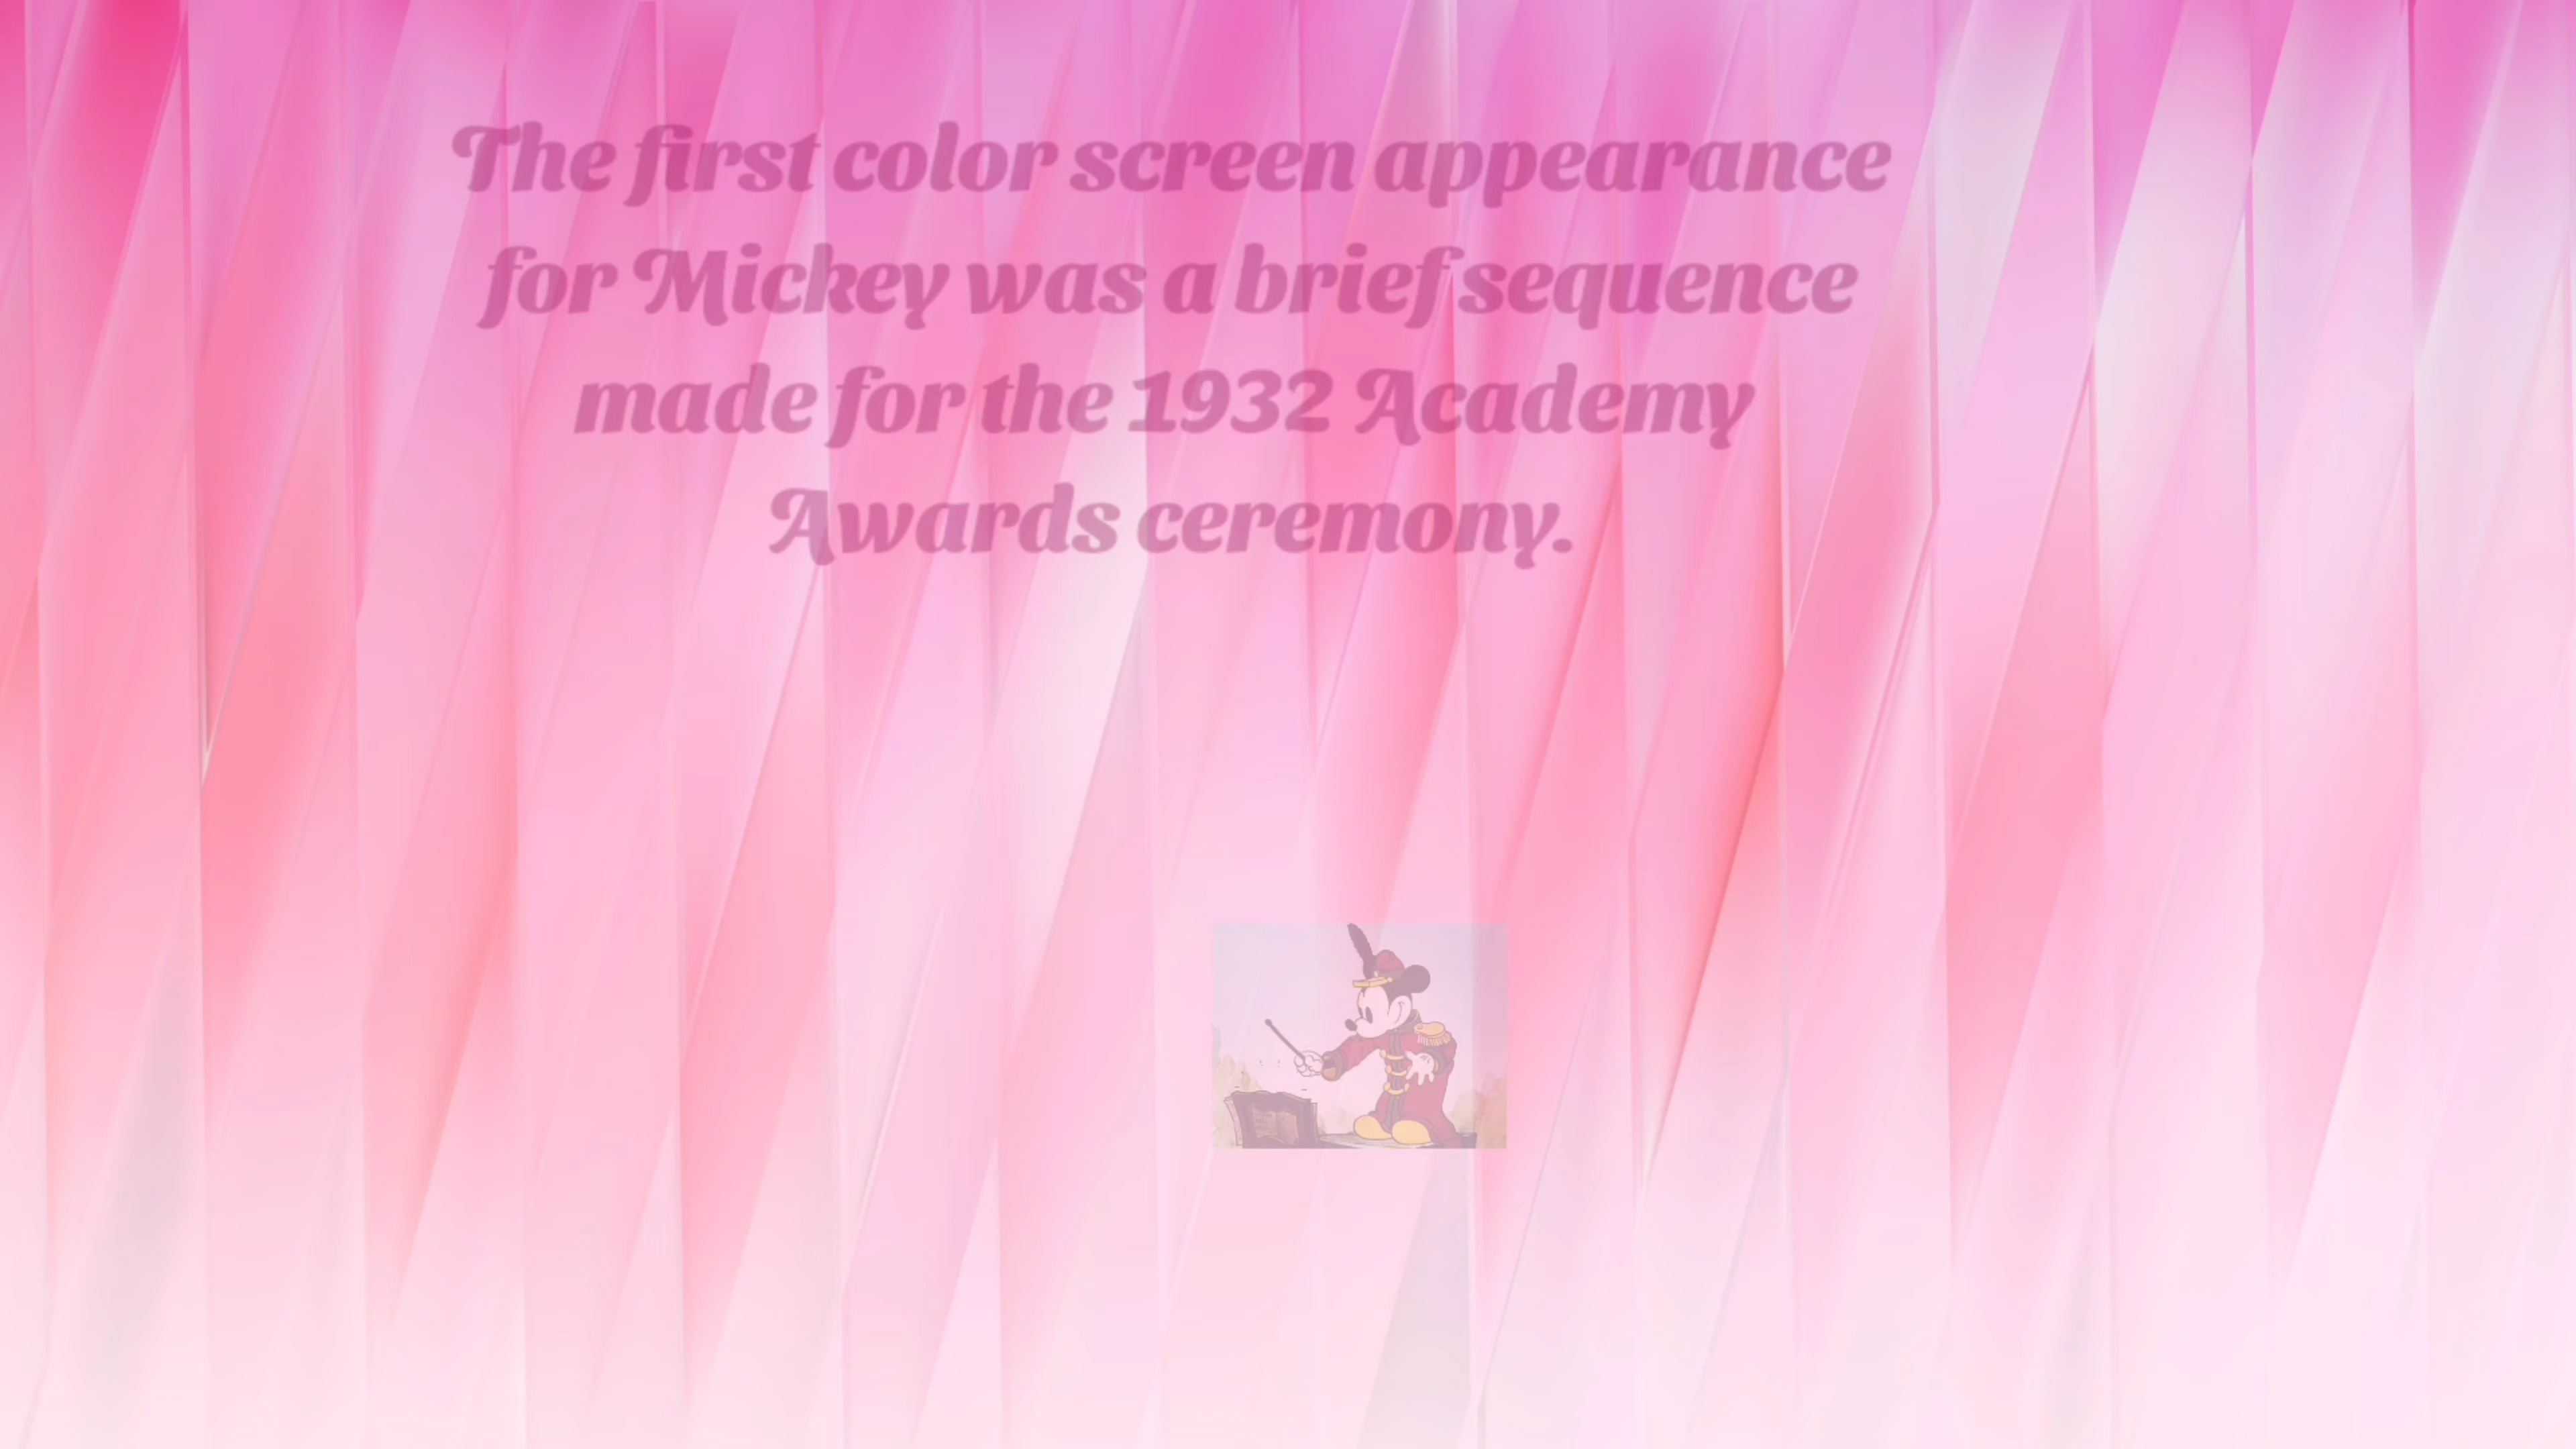 The first color screen appearance
for Mickey was a brief sequence
made for the 1932 Academy
Awards ceremony.